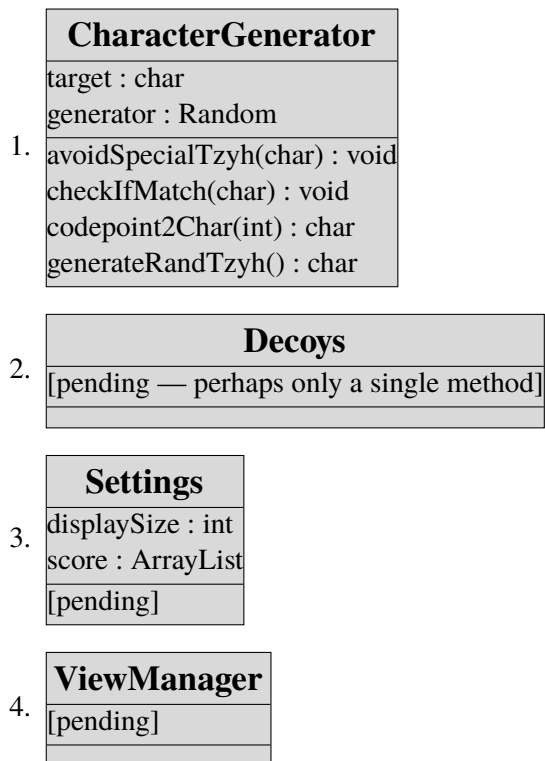 CharacterGenerator
target : char
generator : Random
1.
avoidSpecialTzyh(char) : void
checkIfMatch(char) : void
codepoint2Char(int) : char
generateRandTzyh() : char
Decoys
2.
[pending — perhaps only a single method]
Settings
3.
displaySize : int
score : ArrayList
[pending]
ViewManager
4.
[pending]